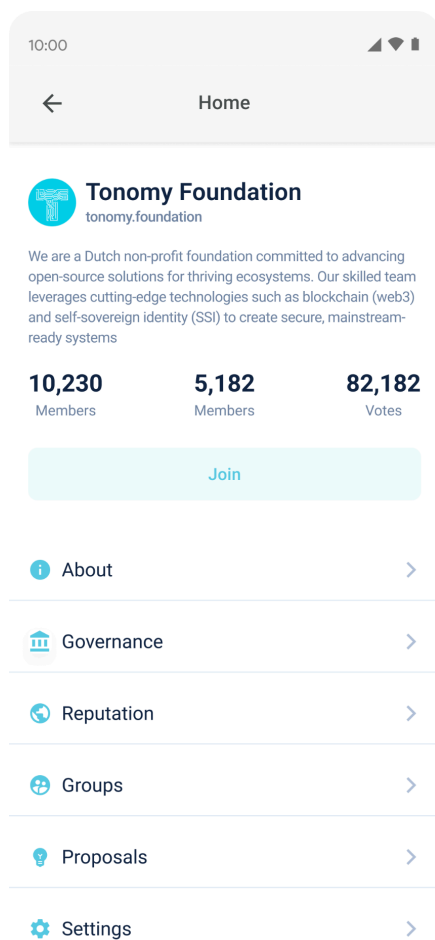 10:00
Home
Tonomy Foundation
tonomy.foundation
We are a Dutch non-profit foundation committed to advancing
open-source solutions for thriving ecosystems. Our skilled team
leverages cutting-edge technologies such as blockchain (web3)
and self-sovereign identity (SSI) to create secure, mainstream-
ready systems
10,230 5,182 82,182
Members Members Votes
Join
About
Governance
Reputation
Groups
Proposals
Settings